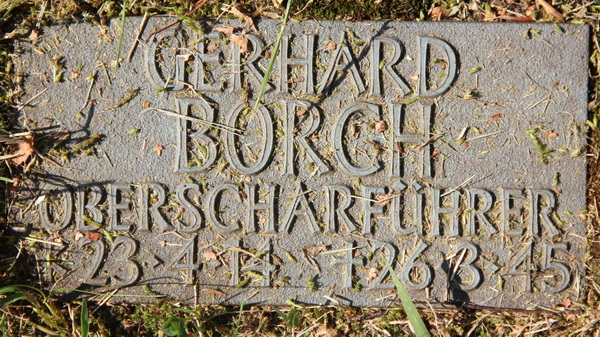 GERHARD
BORCH
OBERSCHARFÜHRER
* 23·4·14 †26·3·45